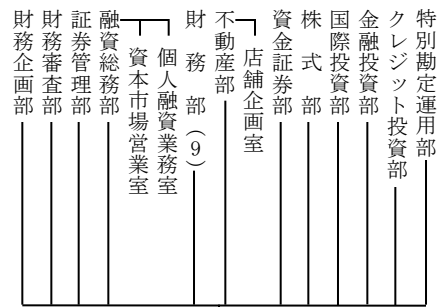 特別勘定運用部
クレジット投資部
金融投資部
国際投資部
株式部
資金証券部
店舗企画室
不動産部
財務部(9)
個人融資業務室
資本市場営業室
融資総務部
証券管理部
財務審査部
財務企画部